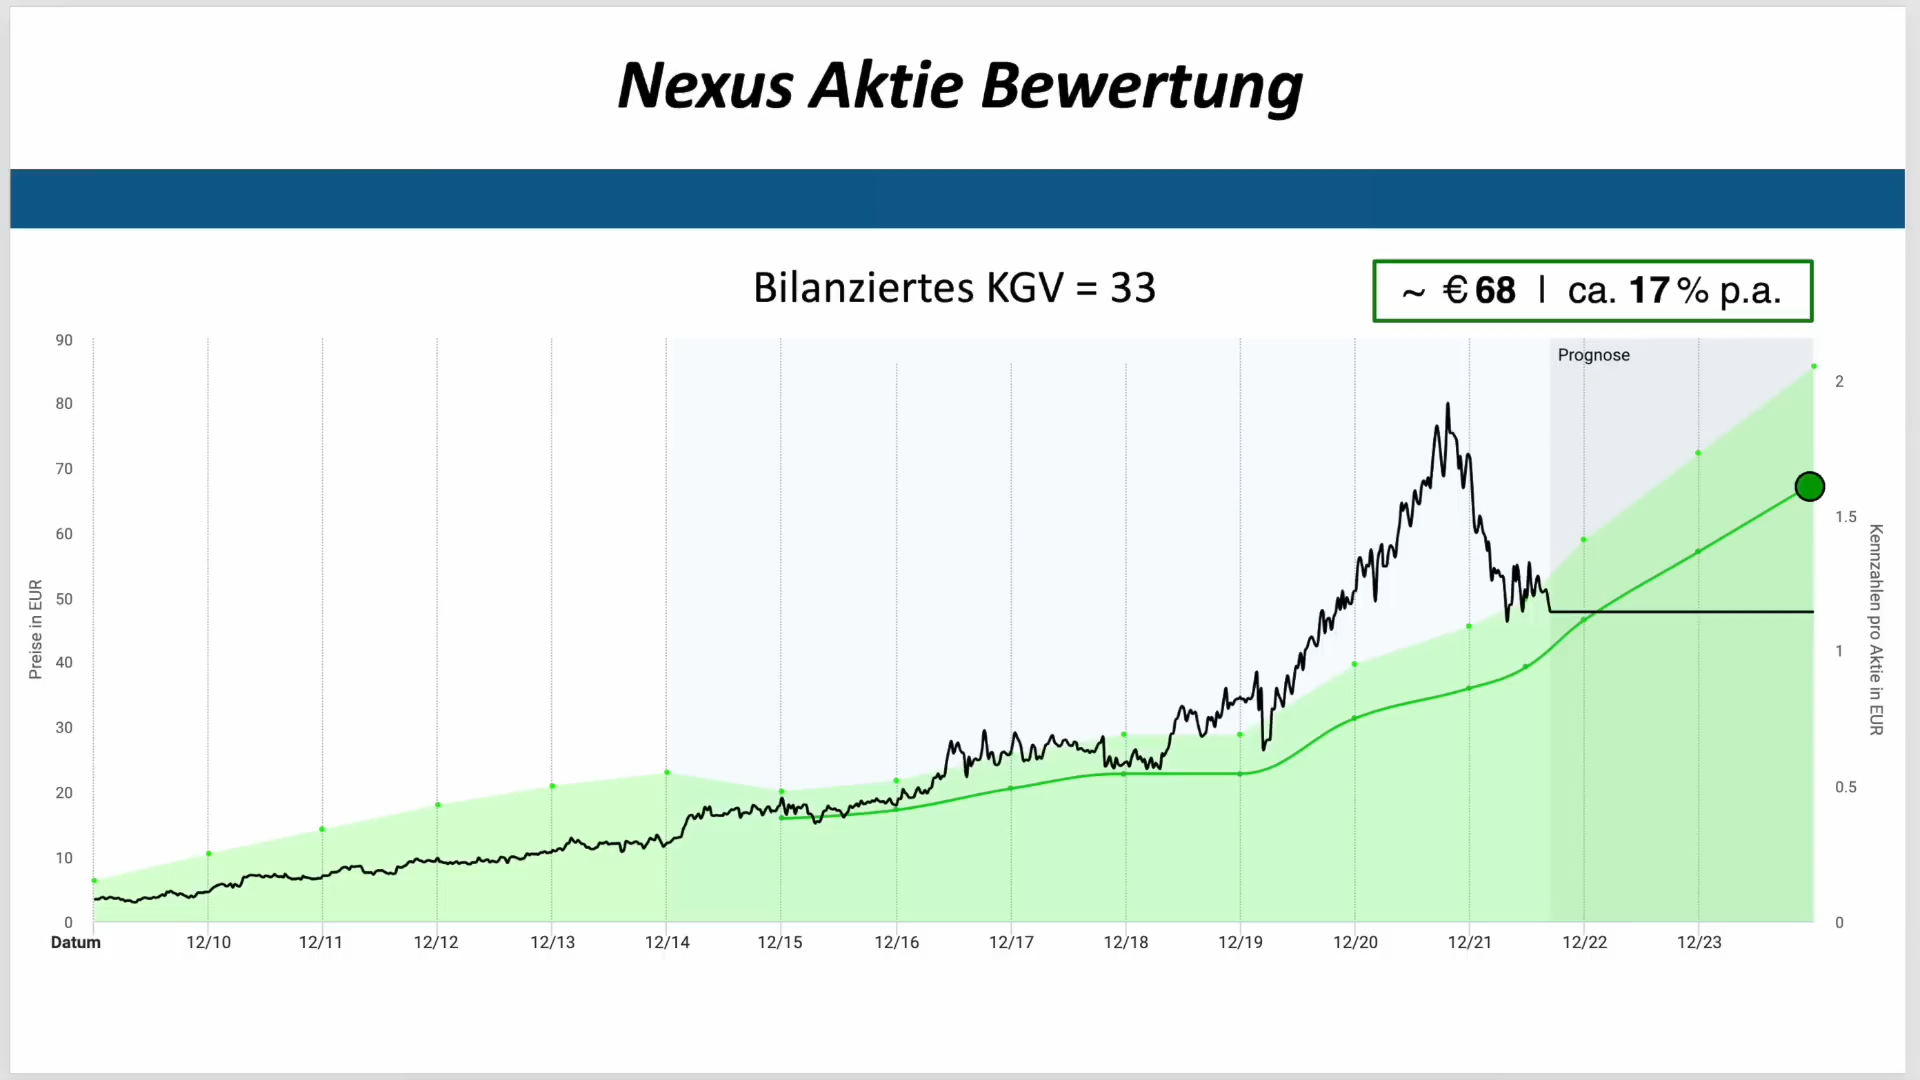 Nexus Aktie Bewertung
Bilanziertes KGV = 33
~ € 68 | ca. 17 % p.a.
Prognose
90
80
70
60
50
40
30
20
10
0
Preise in EUR
2
1.5
1
0.5
0
Kennzahlen pro Aktie in EUR
Datum 12/10 12/11 12/12 12/13 12/14 12/15 12/16 12/17 12/18 12/19 12/20 12/21 12/22 12/23